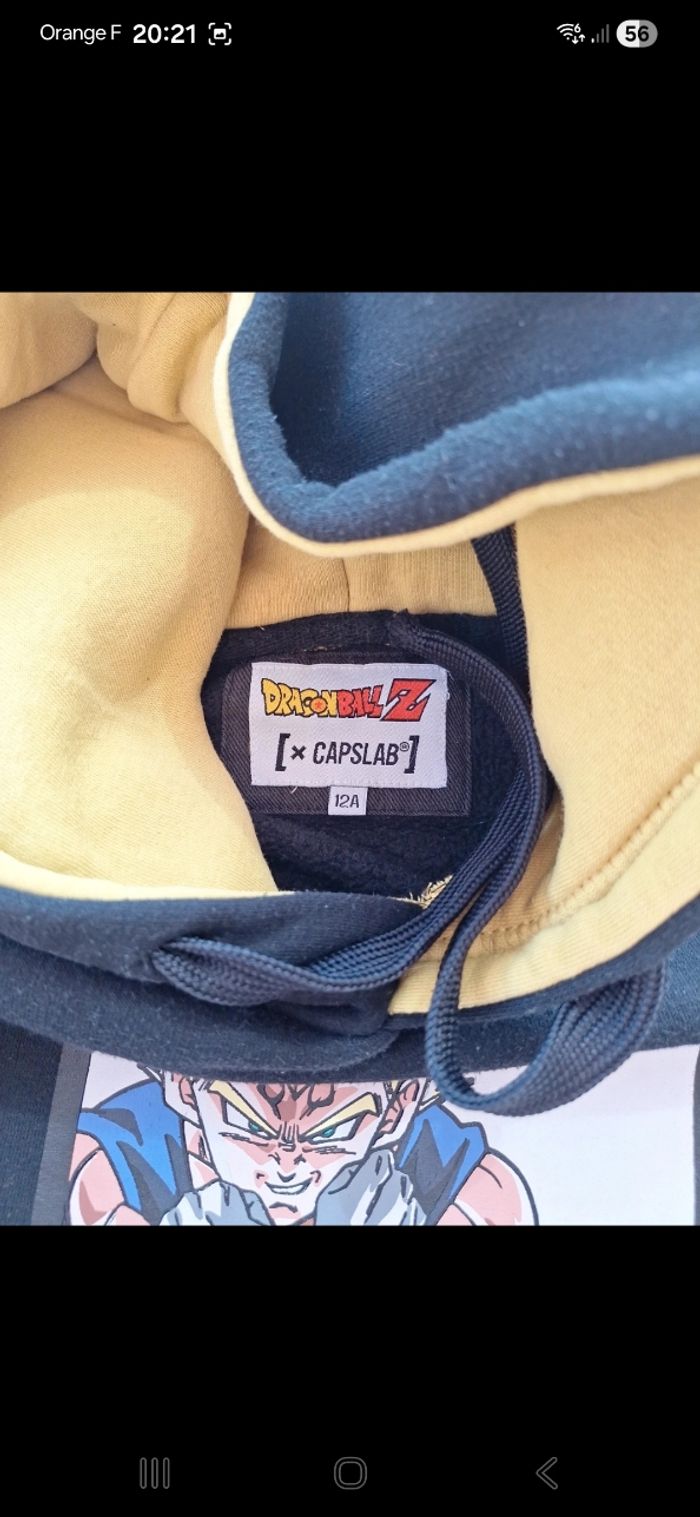 Orange F 20:21
56
DRAGONBALL Z
[× CAPSLAB®]
12A